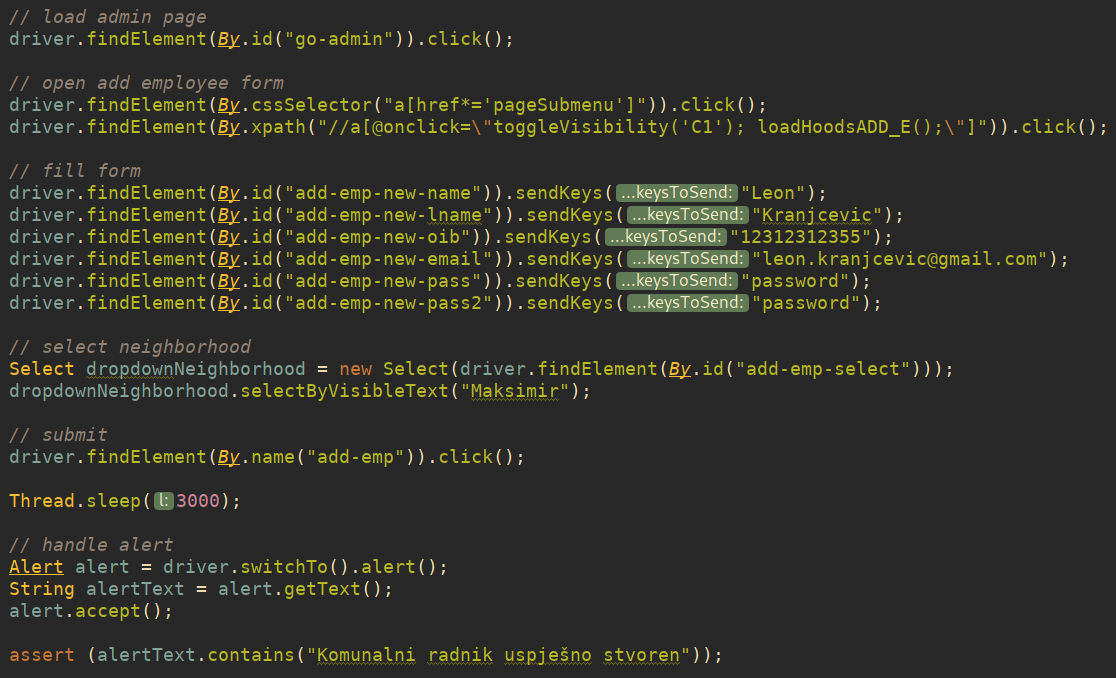 // load admin page
driver.findElement(By.id("go-admin")).click();
// open add employee form
driver.findElement(By.cssSelector("a[href*='pageSubmenu']")).click();
driver.findElement(By.xpath("//a[@onclick=\"toggleVisibility('C1'); loadHoodsADD_E();\"]")).click();
// fill form
driver.findElement(By.id("add-emp-new-name")).sendKeys( ...keysToSend: "Leon");
driver.findElement(By.id("add-emp-new-lname")).sendKeys( ...keysToSend: "Kranjcevic");
driver.findElement(By.id("add-emp-new-oib")).sendKeys( ...keysToSend: "12312312355");
driver.findElement(By.id("add-emp-new-email")).sendKeys( ...keysToSend: "leon.kranjcevic@gmail.com");
driver.findElement(By.id("add-emp-new-pass")).sendKeys( ...keysToSend: "password");
driver.findElement(By.id("add-emp-new-pass2")).sendKeys( ...keysToSend: "password");
// select neighborhood
Select dropdownNeighborhood = new Select(driver.findElement(By.id("add-emp-select")));
dropdownNeighborhood.selectByVisibleText("Maksimir");
// submit
driver.findElement(By.name("add-emp")).click();
Thread.sleep( l: 3000);
// handle alert
Alert alert = driver.switchTo().alert();
String alertText = alert.getText();
alert.accept();
assert (alertText.contains("Komunalni radnik uspješno stvoren"));